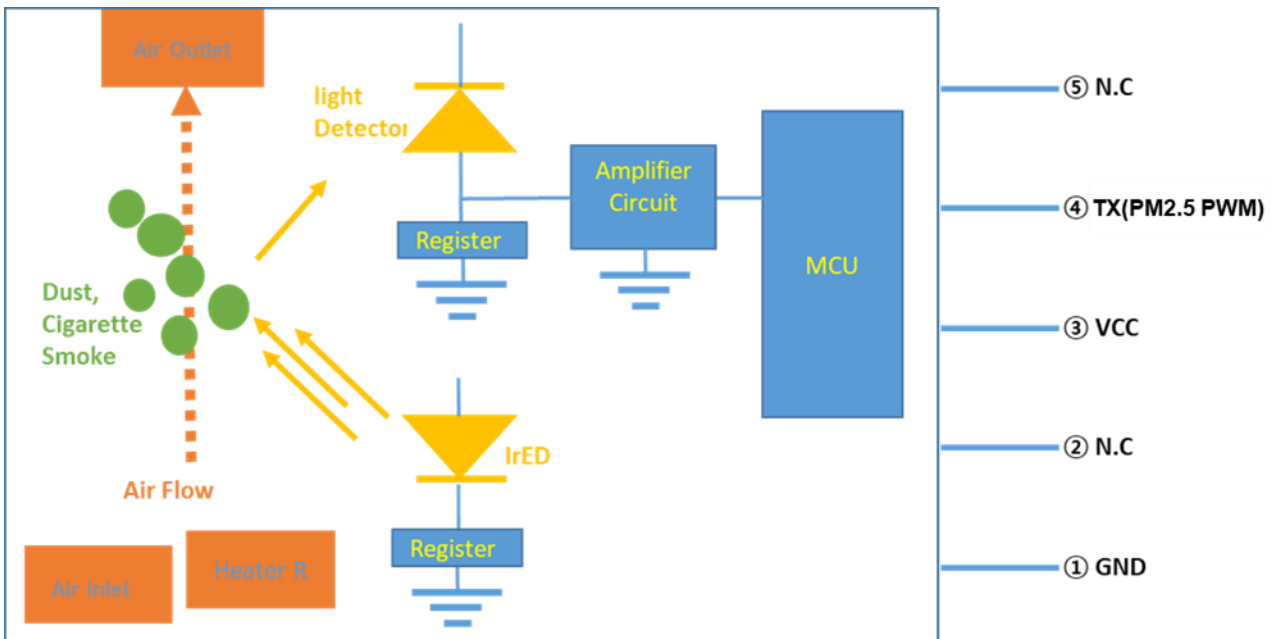 Air Outlet
light
Detector
Amplifier
Circuit
Register
MCU
Dust,
Cigarette
Smoke
IrED
Air Flow
Register
Heater R
Air Inlet
⑤ N.C
④ TX(PM2.5 PWM)
③ VCC
② N.C
① GND